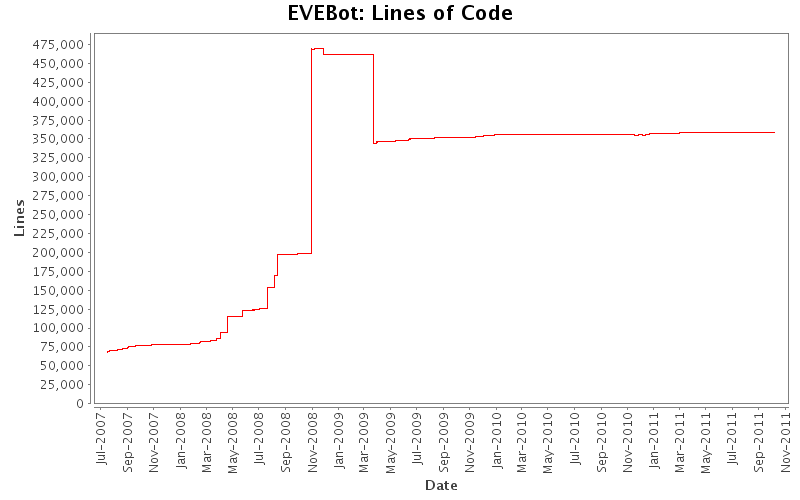 EVEBot: Lines of Code
475,000
450,000
425,000
400,000
375,000
350,000
325,000
300,000
275,000
250,000
225,000
200,000
175,000
150,000
125,000
100,000
75,000
50,000
25,000
0
Lines
Jul-2007
Sep-2007
Nov-2007
Jan-2008
Mar-2008
May-2008
Jul-2008
Sep-2008
Nov-2008
Jan-2009
Mar-2009
May-2009
Jul-2009
Sep-2009
Nov-2009
Jan-2010
Mar-2010
May-2010
Jul-2010
Sep-2010
Nov-2010
Jan-2011
Mar-2011
May-2011
Jul-2011
Sep-2011
Nov-2011
Date